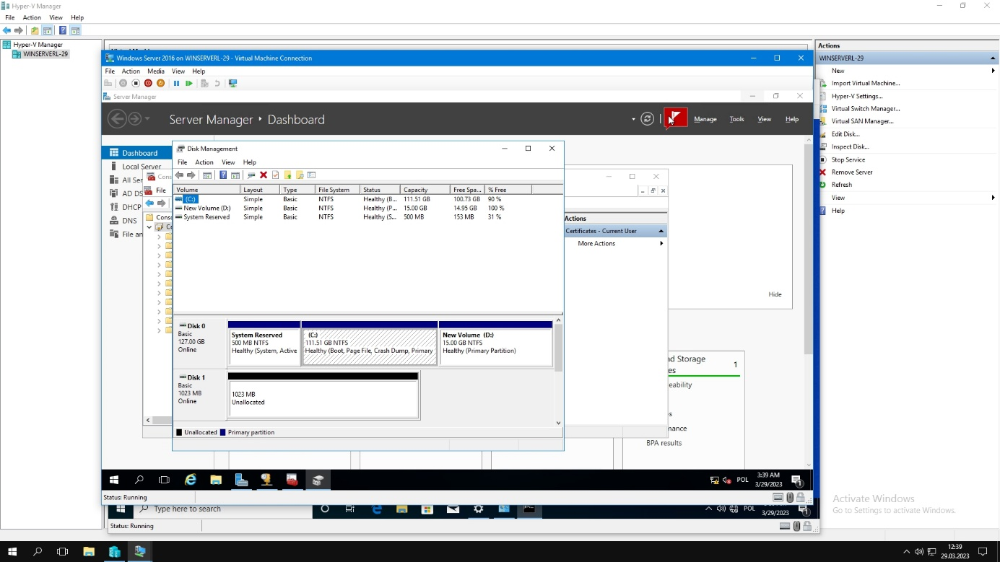 Hyper-V Manager
File Action View Help
Hyper-V Manager
WINSERVERL-29
Windows Server 2016 on WINSERVERL-29 - Virtual Machine Connection
File Action Media View Help
Server Manager
Server Manager • Dashboard
Manage Tools View Help
Dashboard
Local Server
All Ser
AD DS
DHCP
DNS
File an
Cons
File
Conso
Ce
Disk Management
File Action View Help
Volume Layout Type File System Status Capacity Free Spa... % Free
(C:) Simple Basic NTFS Healthy (B... 111.51 GB 100.73 GB 90 %
New Volume (D:) Simple Basic NTFS Healthy (P... 15.00 GB 14.95 GB 100 %
System Reserved Simple Basic NTFS Healthy (S... 500 MB 153 MB 31 %
Disk 0
Basic
127.00 GB
Online
System Reserved
500 MB NTFS
Healthy (System, Active
(C:)
111.51 GB NTFS
Healthy (Boot, Page File, Crash Dump, Primary
New Volume (D:)
15.00 GB NTFS
Healthy (Primary Partition)
Disk 1
Basic
1023 MB
Online
1023 MB
Unallocated
Unallocated Primary partition
Actions
Certificates - Current User
More Actions
Hide
nd Storage
es
1
eability
s
mance
BPA results
POL
3:39 AM
3/29/2023
1
Status: Running
Type here to search
POL
3/29/2023
1
Status: Running
Actions
WINSERVERL-29
New
Import Virtual Machine...
Hyper-V Settings...
Virtual Switch Manager...
Virtual SAN Manager...
Edit Disk...
Inspect Disk...
Stop Service
Remove Server
Refresh
View
Help
Activate Windows
Go to Settings to activate Windows.
12:39
29.03.2023